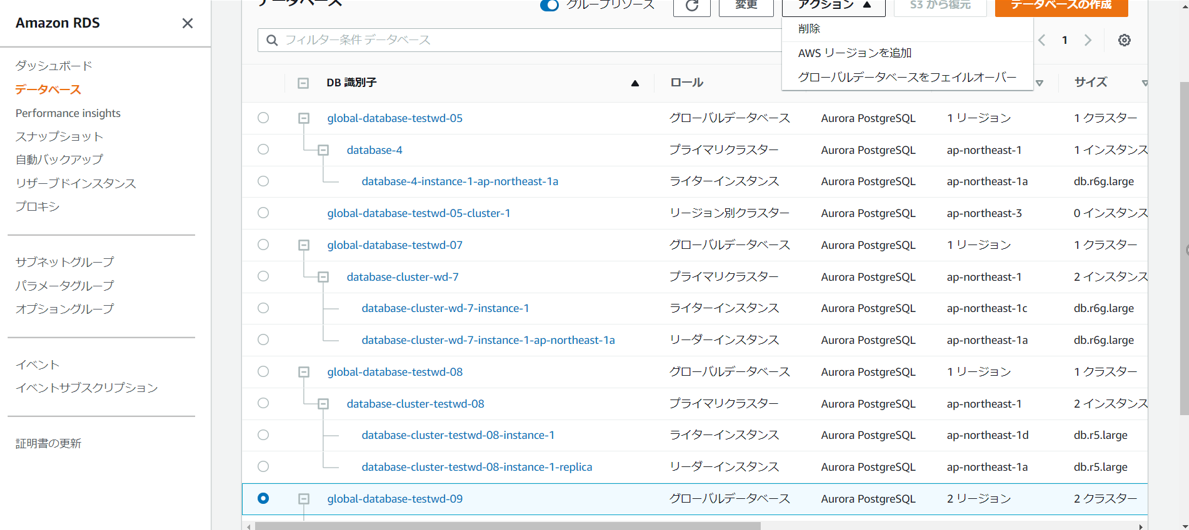 Amazon RDS
ダッシュボード
データベース
Performance insights
スナップショット
自動バックアップ
リザーブドインスタンス
プロキシ
サブネットグループ
パラメータグループ
オプショングループ
イベント
イベントサブスクリプション
証明書の更新
データベース グループリソース 変更 アクション S3 から復元 データベースの作成
フィルター条件 データベース 1
削除
AWS リージョンを追加
グローバルデータベースをフェイルオーバー
DB 識別子 ロール サイズ
global-database-testwd-05 グローバルデータベース Aurora PostgreSQL 1 リージョン 1 クラスター
database-4 プライマリクラスター Aurora PostgreSQL ap-northeast-1 1 インスタンス
database-4-instance-1-ap-northeast-1a ライターインスタンス Aurora PostgreSQL ap-northeast-1a db.r6g.large
global-database-testwd-05-cluster-1 リージョン別クラスター Aurora PostgreSQL ap-northeast-3 0 インスタンス
global-database-testwd-07 グローバルデータベース Aurora PostgreSQL 1 リージョン 1 クラスター
database-cluster-wd-7 プライマリクラスター Aurora PostgreSQL ap-northeast-1 2 インスタンス
database-cluster-wd-7-instance-1 ライターインスタンス Aurora PostgreSQL ap-northeast-1c db.r6g.large
database-cluster-wd-7-instance-1-ap-northeast-1a リーダーインスタンス Aurora PostgreSQL ap-northeast-1a db.r6g.large
global-database-testwd-08 グローバルデータベース Aurora PostgreSQL 1 リージョン 1 クラスター
database-cluster-testwd-08 プライマリクラスター Aurora PostgreSQL ap-northeast-1 2 インスタンス
database-cluster-testwd-08-instance-1 ライターインスタンス Aurora PostgreSQL ap-northeast-1d db.r5.large
database-cluster-testwd-08-instance-1-replica リーダーインスタンス Aurora PostgreSQL ap-northeast-1a db.r5.large
global-database-testwd-09 グローバルデータベース Aurora PostgreSQL 2 リージョン 2 クラスター